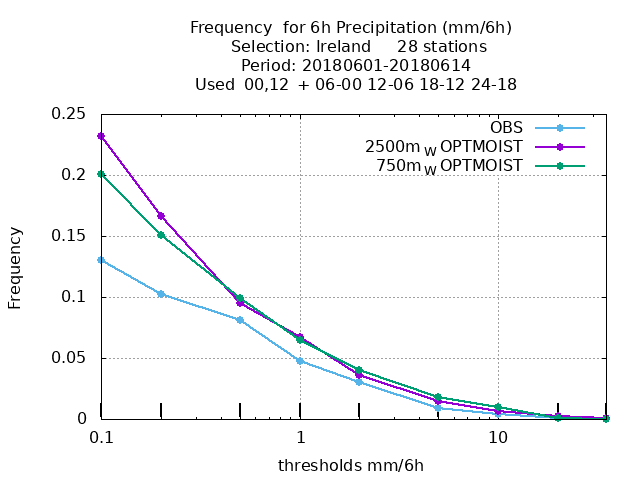 Frequency  for 6h Precipitation (mm/6h)
Selection: Ireland     28 stations
Period: 20180601-20180614
Used  00,12  + 06-00 12-06 18-12 24-18
OBS
2500m W OPTMOIST
750m W OPTMOIST
0.25
0.2
0.15
0.1
0.05
0
Frequency
0.1
1
10
thresholds mm/6h